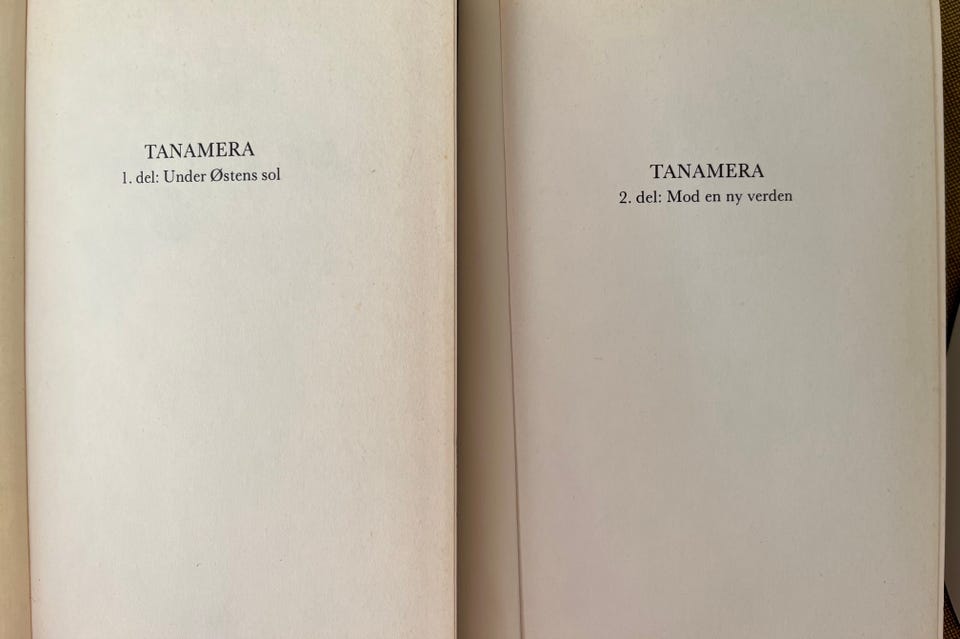 TANAMERA
1. del: Under Østens sol
TANAMERA
2. del: Mod en ny verden